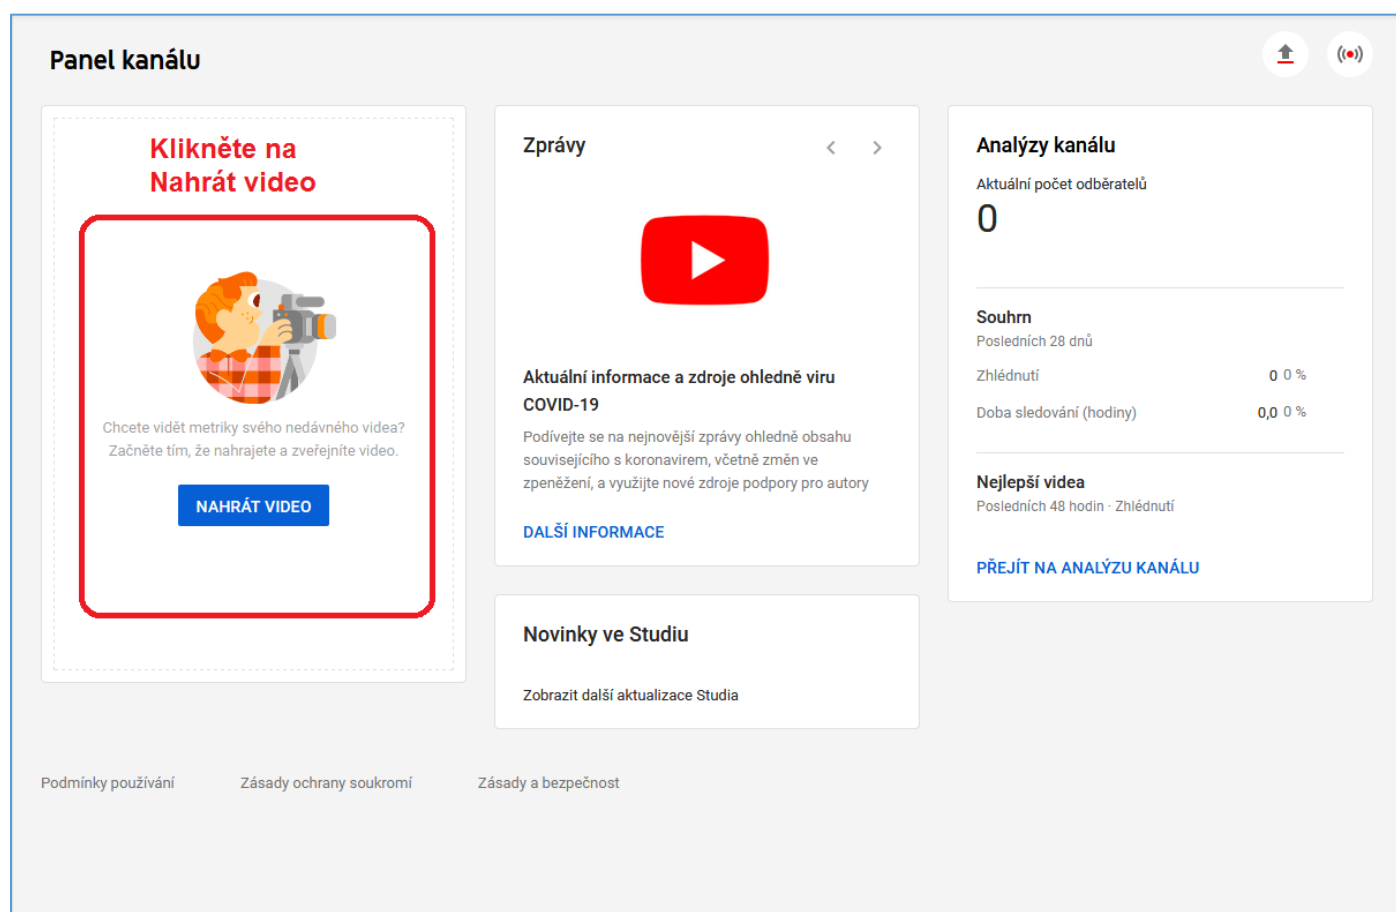 Panel kanálu
Klikněte na
Nahrát video
Chcete vidět metriky svého nedávného videa?
Začněte tím, že nahrajete a zveřejníte video.
NAHRÁT VIDEO
Zprávy
Aktuální informace a zdroje ohledně viru
COVID-19
Podívejte se na nejnovější zprávy ohledně obsahu
souvisejícího s koronavirem, včetně změn ve
zpeněžení, a využijte nové zdroje podpory pro autory
DALŠÍ INFORMACE
Novinky ve Studiu
Zobrazit další aktualizace Studia
Analýzy kanálu
Aktuální počet odběratelů
0
Souhrn
Posledních 28 dnů
Zhlédnutí 0 0 %
Doba sledování (hodiny) 0,0 0 %
Nejlepší videa
Posledních 48 hodin · Zhlédnutí
PŘEJÍT NA ANALÝZU KANÁLU
Podmínky používání Zásady ochrany soukromí Zásady a bezpečnost